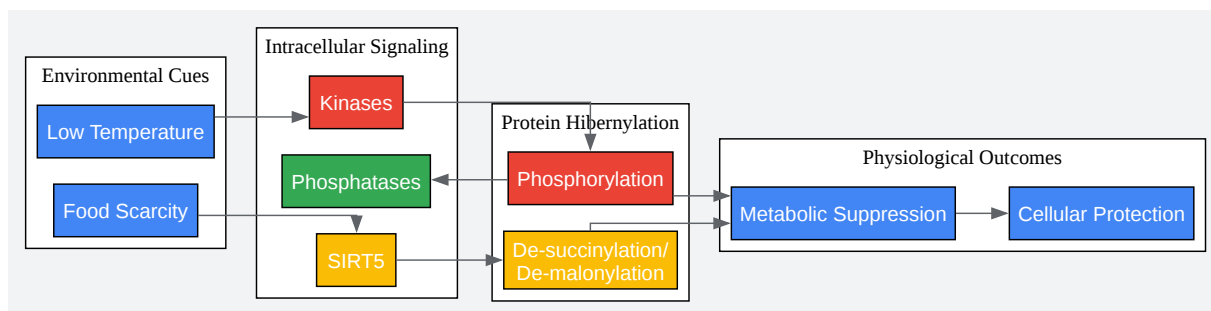 Environmental Cues
Low Temperature
Food Scarcity
Intracellular Signaling
Kinases
Phosphatases
SIRT5
Protein Hibernylation
Phosphorylation
De-succinylation/
De-malonylation
Physiological Outcomes
Metabolic Suppression
Cellular Protection